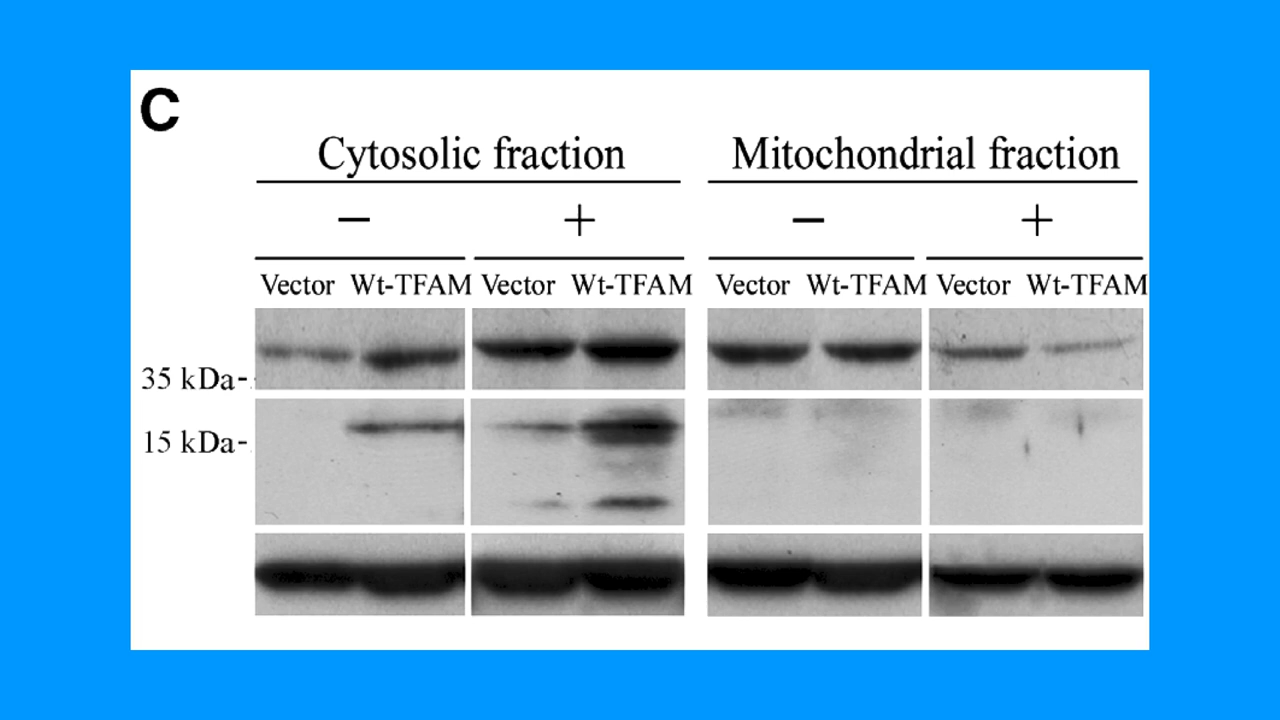 C
Cytosolic fraction Mitochondrial fraction
− + − +
Vector Wt-TFAM Vector Wt-TFAM Vector Wt-TFAM Vector Wt-TFAM
35 kDa-
15 kDa-